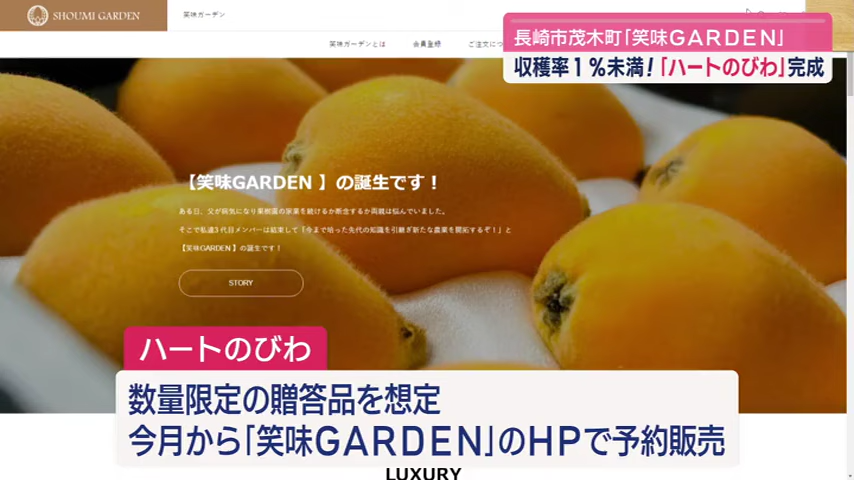 SHOUMI GARDEN
笑味ガーデン
笑味ガーデンとは 会員登録 ご注文につ
長崎市茂木町「笑味GARDEN」
収穫率1%未満!「ハートのびわ」完成
【笑味GARDEN 】の誕生です!
ある日、父が病気になり果樹園の家業を続けるか断念するか両親は悩んでいました。
そこで私達3代目メンバーは結束して「今まで培った先代の知識を引継ぎ新たな農業を開拓するぞ!」と
【笑味GARDEN 】の誕生です!
STORY
ハートのびわ
数量限定の贈答品を想定
今月から「笑味GARDEN」のHPで予約販売
LUXURY